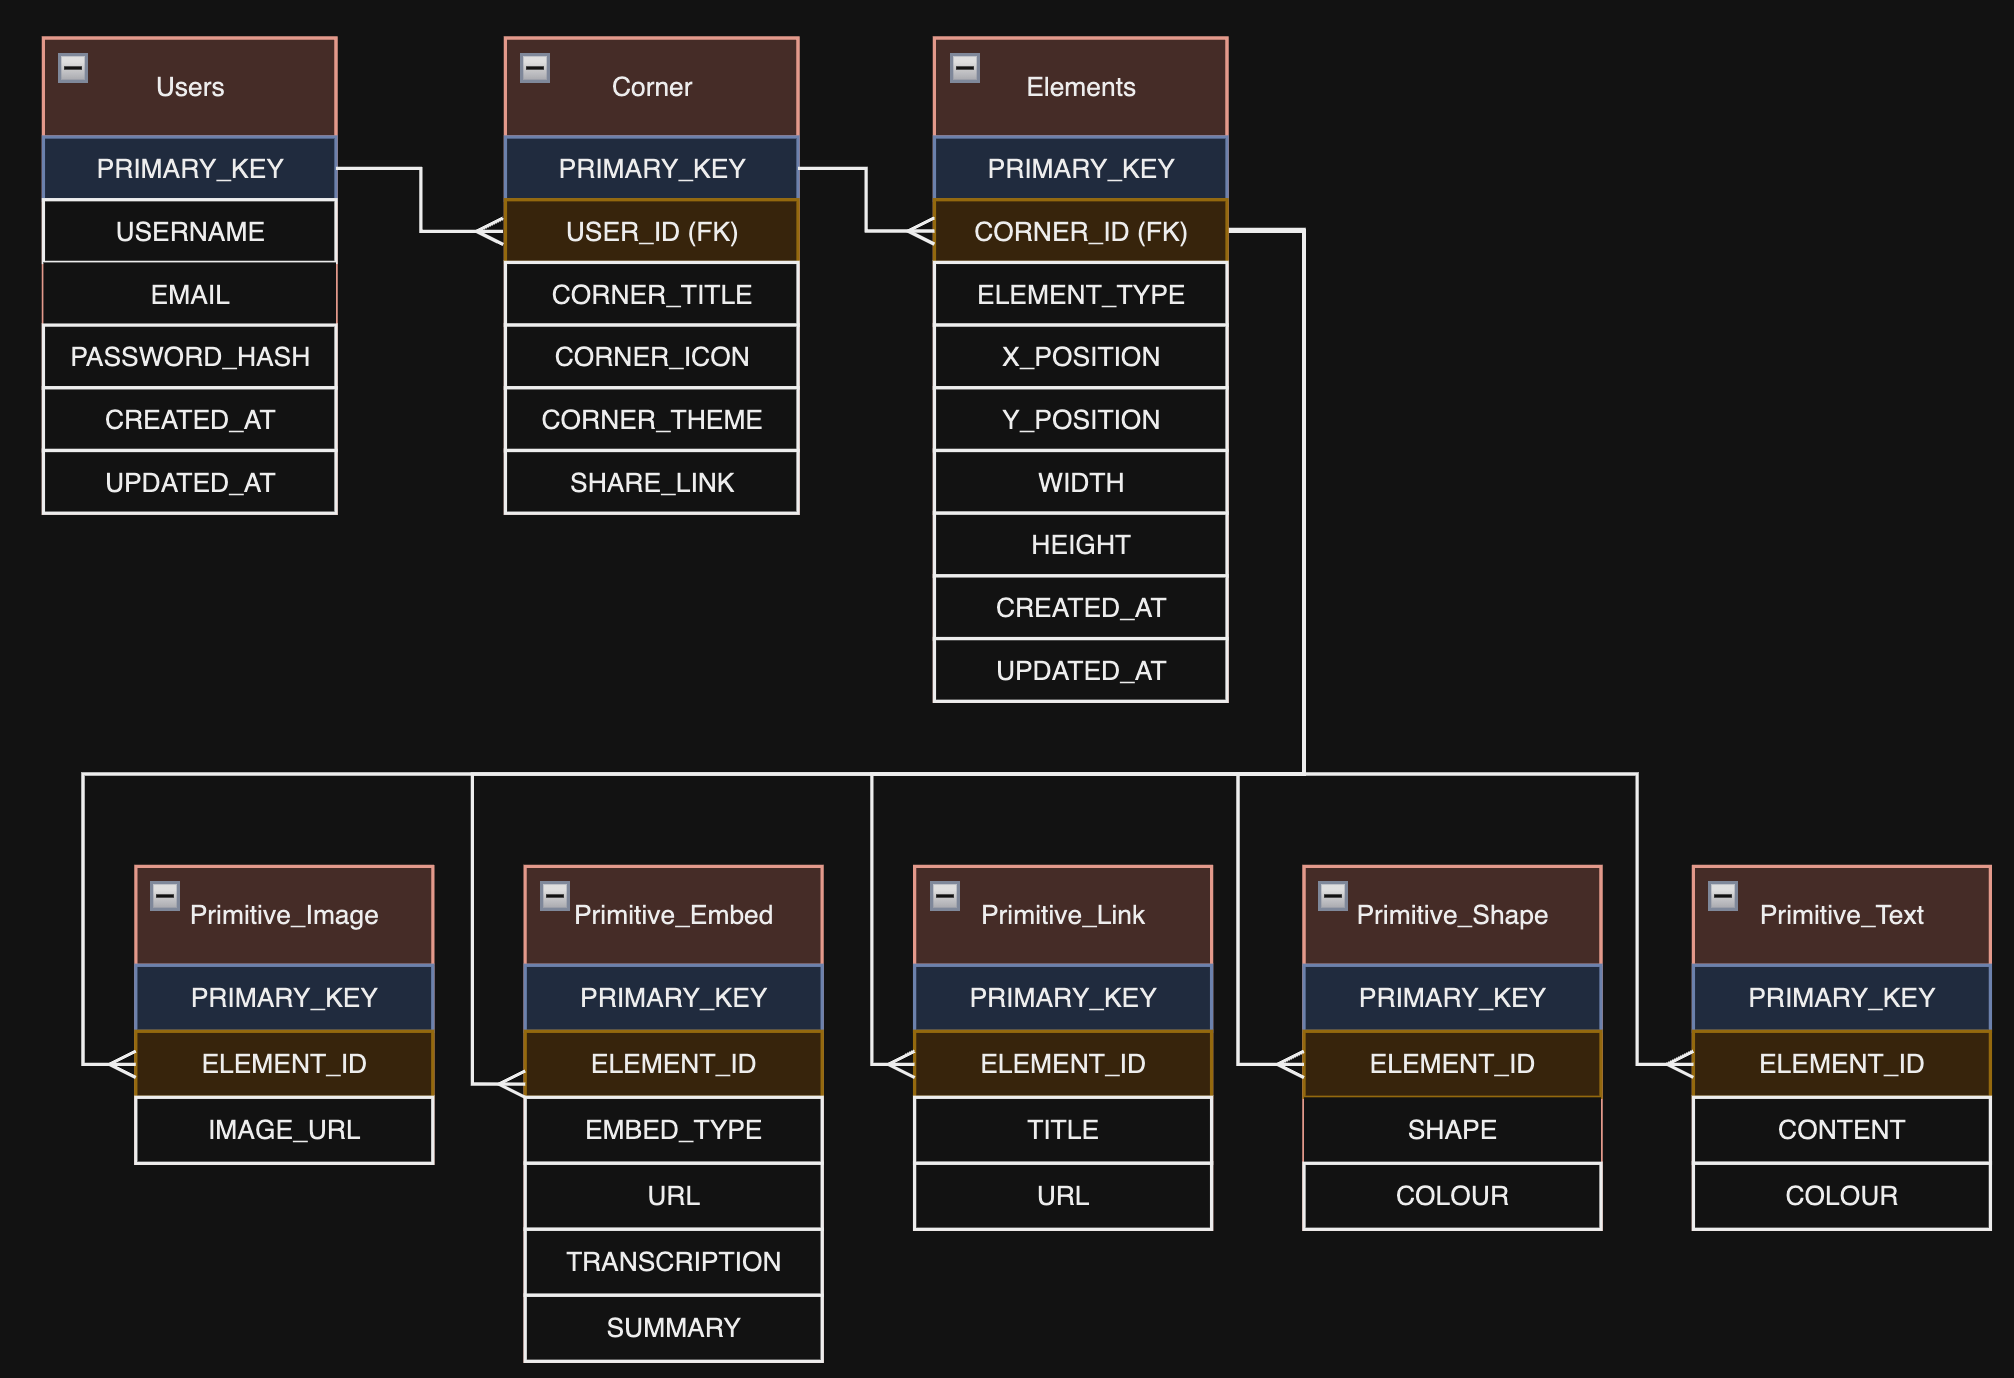 Users
PRIMARY_KEY
USERNAME
EMAIL
PASSWORD_HASH
CREATED_AT
UPDATED_AT
Corner
PRIMARY_KEY
USER_ID (FK)
CORNER_TITLE
CORNER_ICON
CORNER_THEME
SHARE_LINK
Elements
PRIMARY_KEY
CORNER_ID (FK)
ELEMENT_TYPE
X_POSITION
Y_POSITION
WIDTH
HEIGHT
CREATED_AT
UPDATED_AT
Primitive_Image
PRIMARY_KEY
ELEMENT_ID
IMAGE_URL
Primitive_Embed
PRIMARY_KEY
ELEMENT_ID
EMBED_TYPE
URL
TRANSCRIPTION
SUMMARY
Primitive_Link
PRIMARY_KEY
ELEMENT_ID
TITLE
URL
Primitive_Shape
PRIMARY_KEY
ELEMENT_ID
SHAPE
COLOUR
Primitive_Text
PRIMARY_KEY
ELEMENT_ID
CONTENT
COLOUR